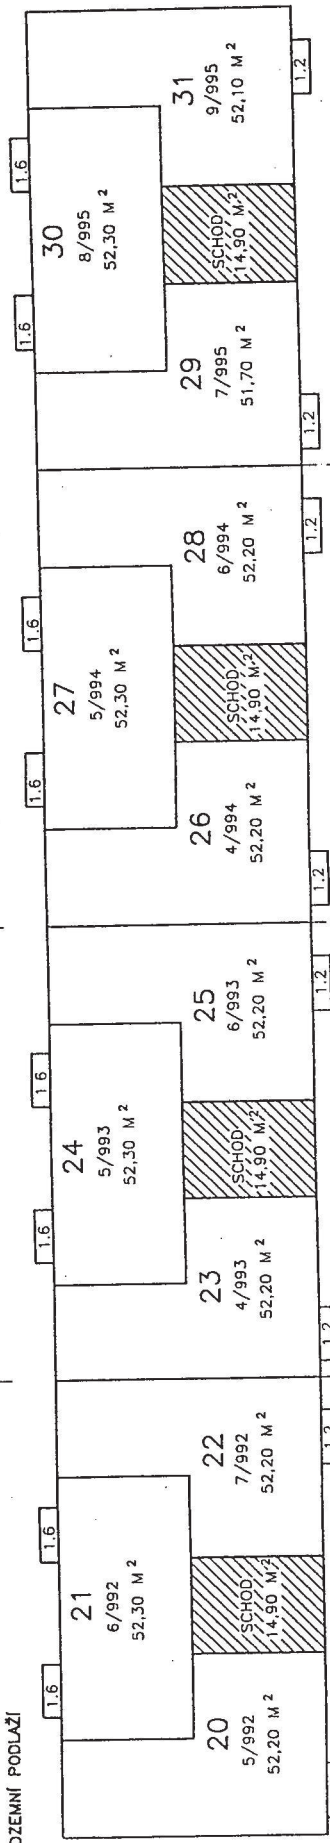 DZEMNÍ PODLAŽÍ
1.6
1.6
1.6
1.6
1.6
1.6
1.6
1.6
20
5/992
52,20 M²
21
6/992
52,30 M²
SCHOD
14,90 M²
22
7/992
52,20 M²
23
4/993
52,20 M²
24
5/993
52,30 M²
SCHOD
14,90 M²
25
6/993
52,20 M²
26
4/994
52,20 M²
27
5/994
52,30 M²
SCHOD
14,90 M²
28
6/994
52,20 M²
29
7/995
51,70 M²
30
8/995
52,30 M²
SCHOD
14,90 M²
31
9/995
52,10 M²
1.2
1.2
1.2
1.2
1.2
1.2
1.2